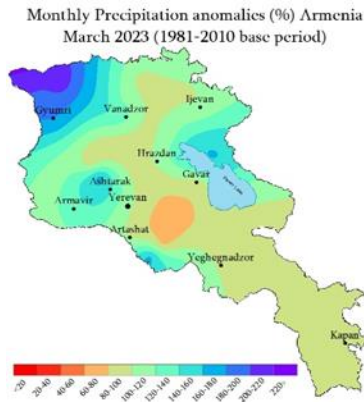 Monthly Precipitation anomalies (%) Armenia
March 2023 (1981-2010 base period)
Gyumri
Vanadzor
Ijevan
Hrazdan
Gavar
Ashtarak
Yerevan
Armavir
Artashat
Yeghegnadzor
Kapan
<20
20-40
40-60
60-80
80-100
100-120
120-140
140-160
160-180
180-200
200-220
220>